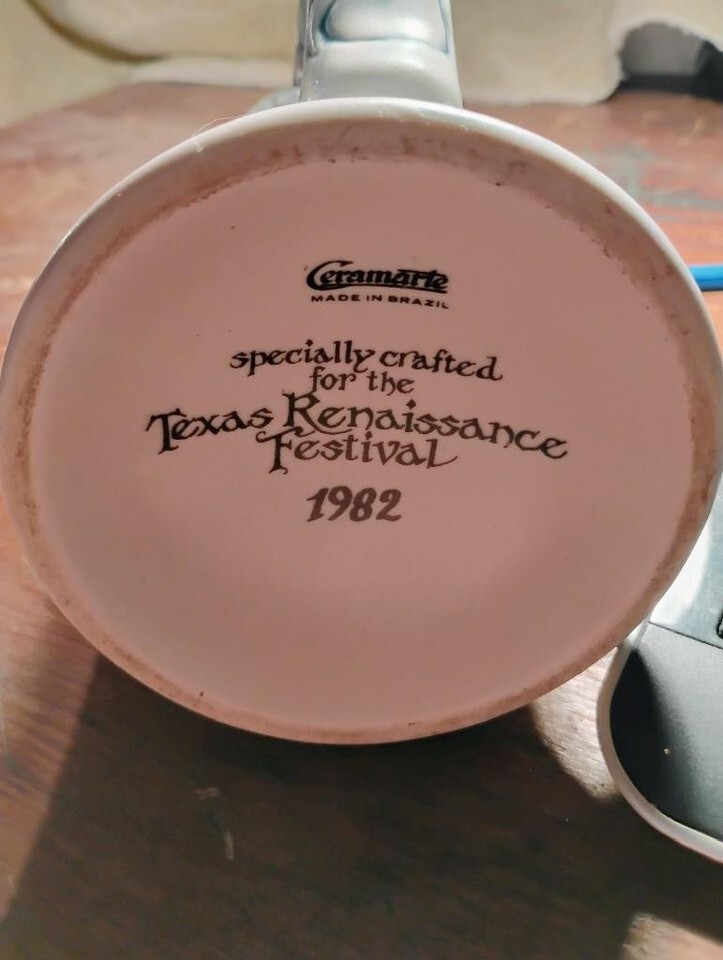 Ceramarte
MADE IN BRAZIL
specially crafted
for the
Texas Renaissance
Festival
1982